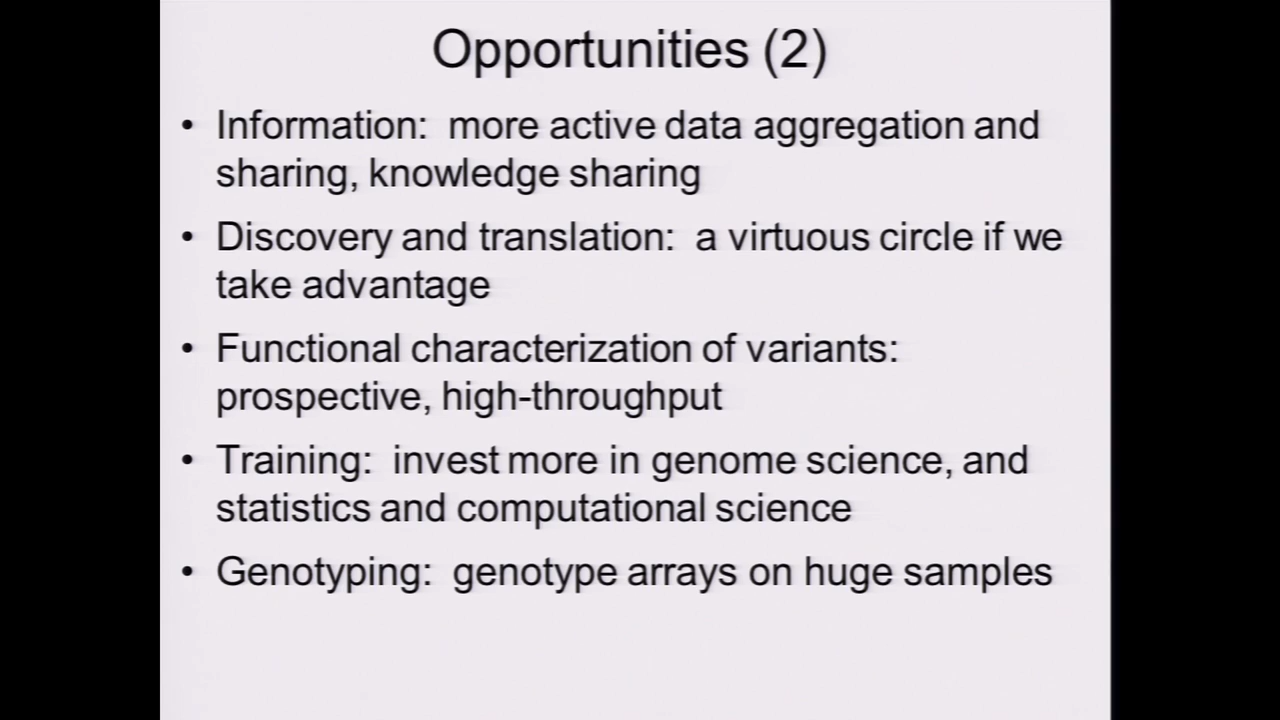 Opportunities (2)
• Information: more active data aggregation and
sharing, knowledge sharing
• Discovery and translation: a virtuous circle if we
take advantage
• Functional characterization of variants:
prospective, high-throughput
• Training: invest more in genome science, and
statistics and computational science
• Genotyping: genotype arrays on huge samples